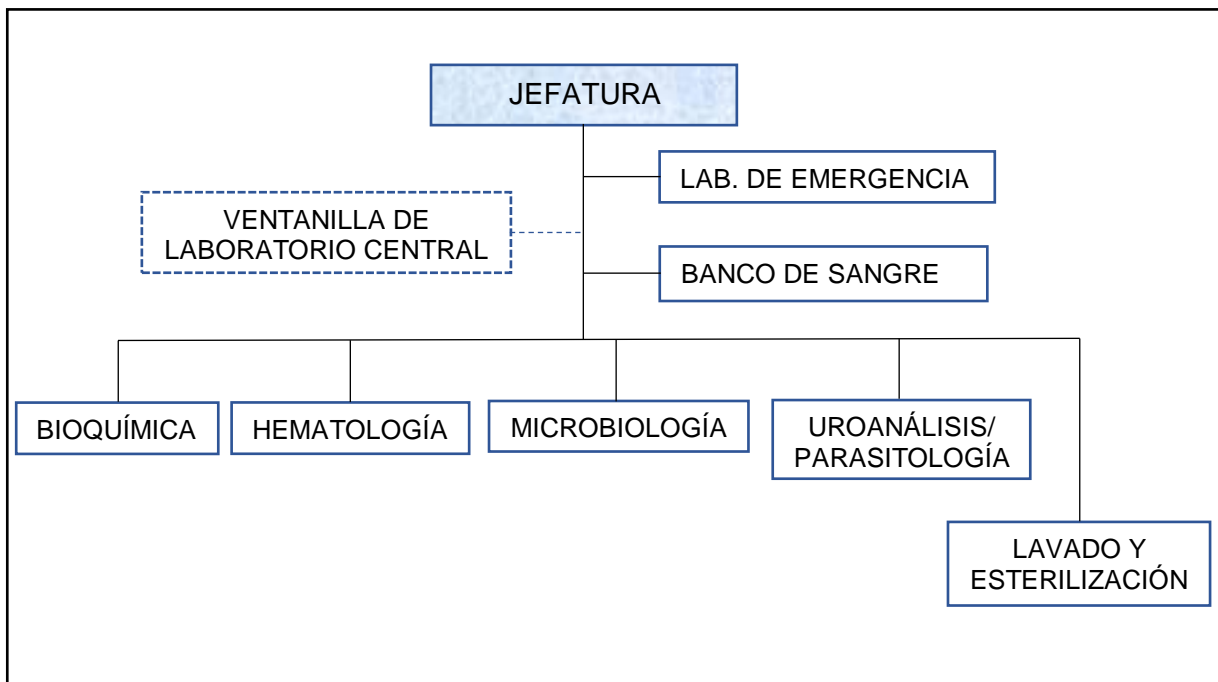 JEFATURA
LAB. DE EMERGENCIA
VENTANILLA DE
LABORATORIO CENTRAL
BANCO DE SANGRE
BIOQUÍMICA
HEMATOLOGÍA
MICROBIOLOGÍA
UROANÁLISIS/
PARASITOLOGÍA
LAVADO Y
ESTERILIZACIÓN